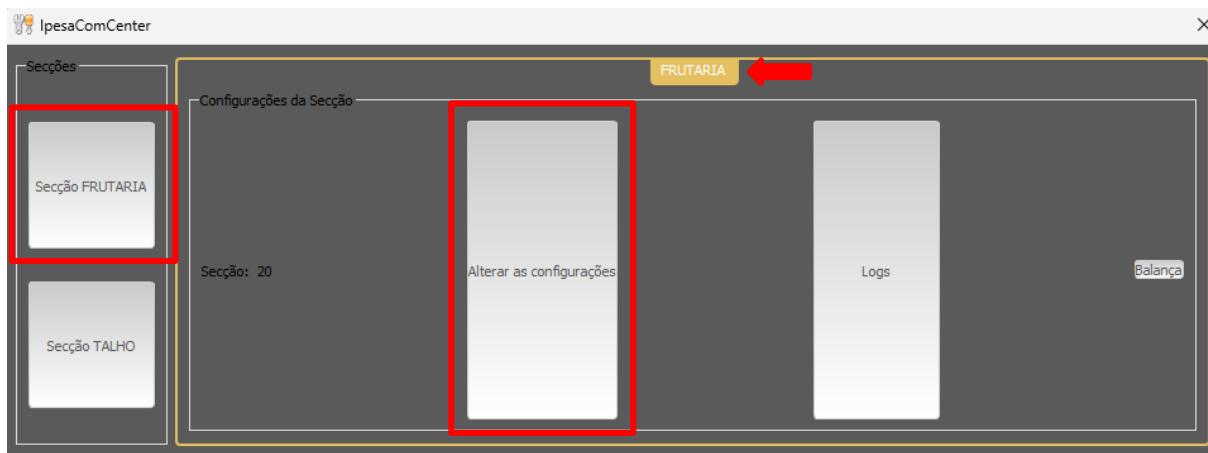 IpesaComCenter
Secções
Secção FRUTARIA
Secção TALHO
FRUTARIA
Configurações da Secção
Secção: 20
Alterar as configurações
Logs
Balança